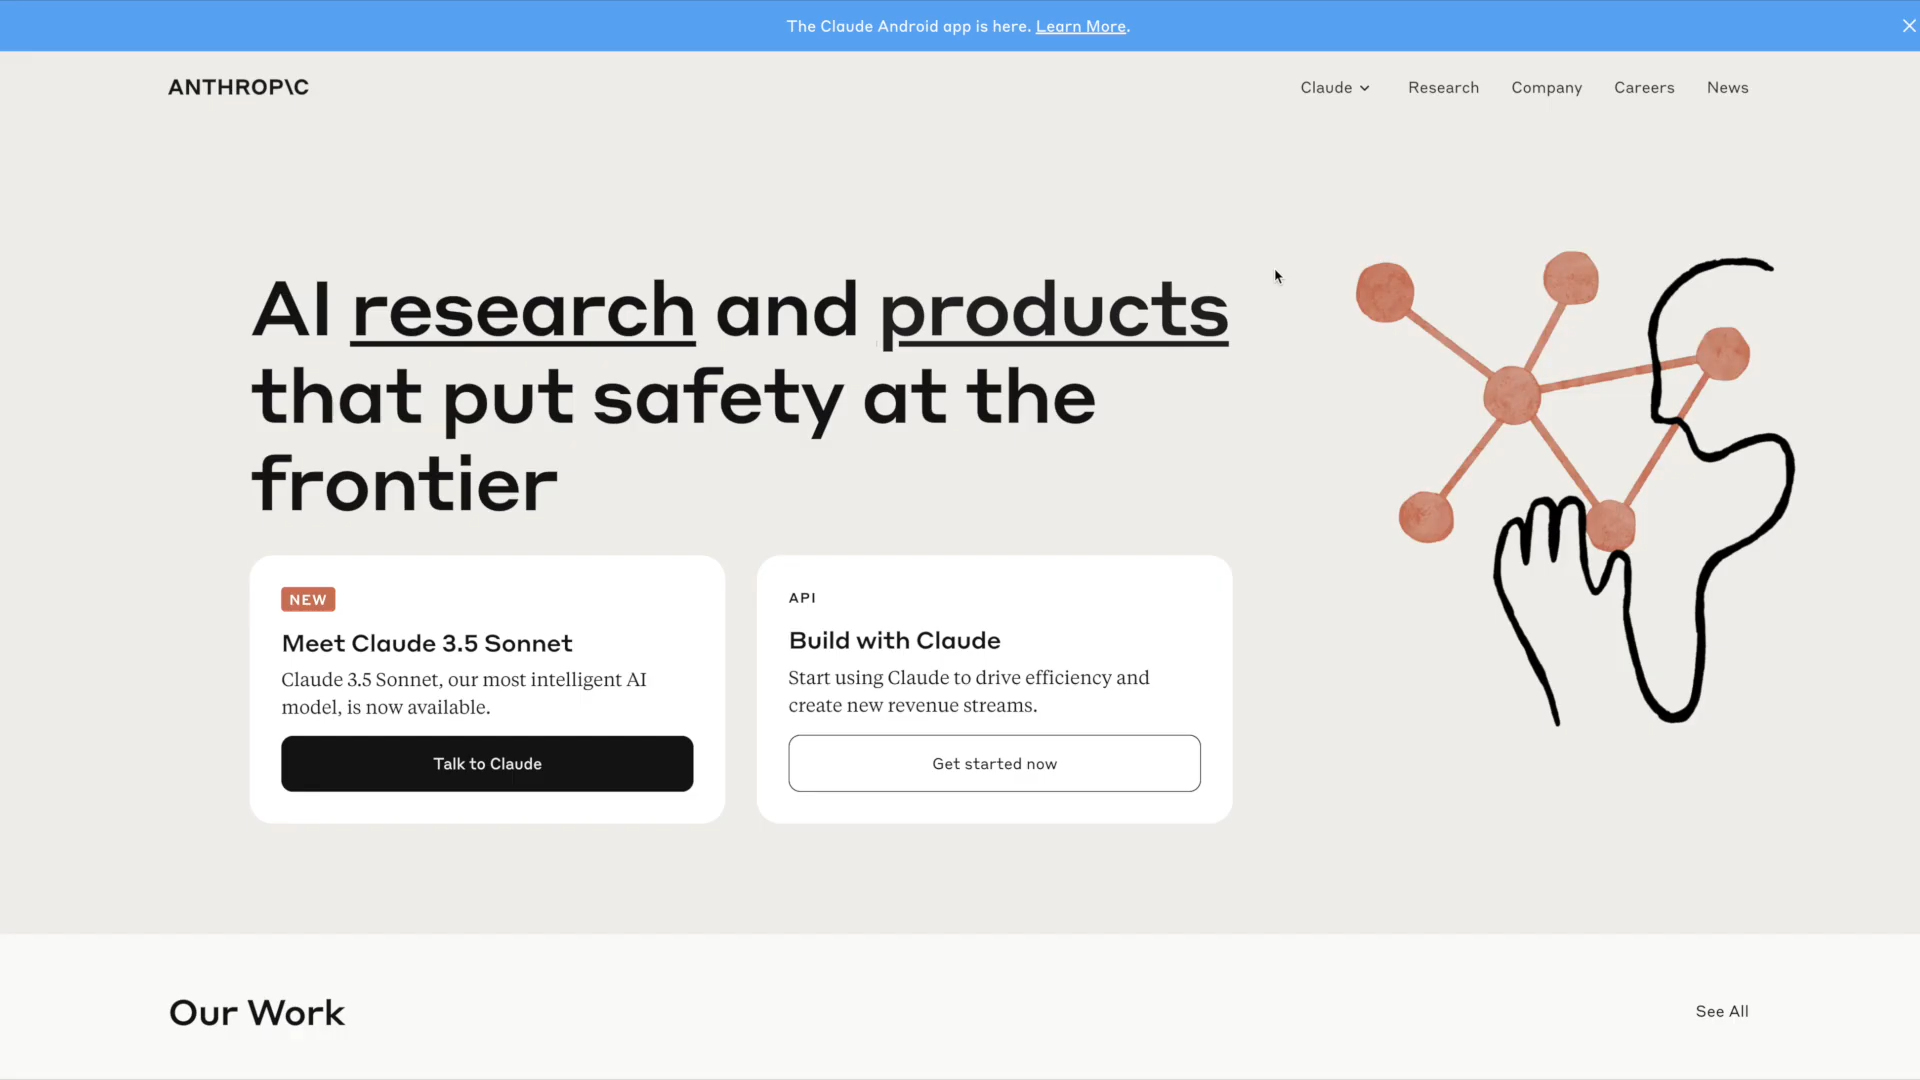 The Claude Android app is here. Learn More.
ANTHROP\C
Claude
Research
Company
Careers
News
AI research and products
that put safety at the
frontier
NEW
Meet Claude 3.5 Sonnet
Claude 3.5 Sonnet, our most intelligent AI
model, is now available.
Talk to Claude
API
Build with Claude
Start using Claude to drive efficiency and
create new revenue streams.
Get started now
Our Work
See All